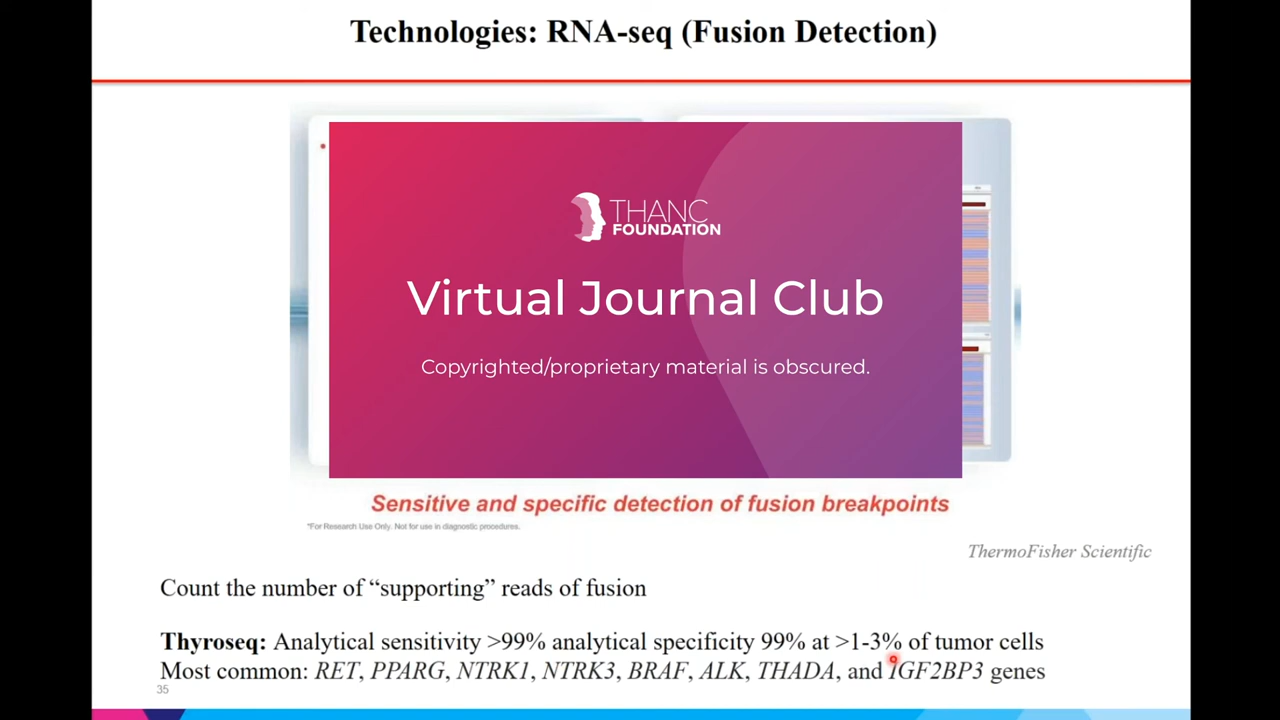 Technologies: RNA-seq (Fusion Detection)
THANC
FOUNDATION
Virtual Journal Club
Copyrighted/proprietary material is obscured.
Sensitive and specific detection of fusion breakpoints
*For Research Use Only. Not for use in diagnostic procedures.
ThermoFisher Scientific
Count the number of “supporting” reads of fusion
Thyroseq: Analytical sensitivity >99% analytical specificity 99% at >1-3% of tumor cells
Most common: RET, PPARG, NTRK1, NTRK3, BRAF, ALK, THADA, and IGF2BP3 genes
35